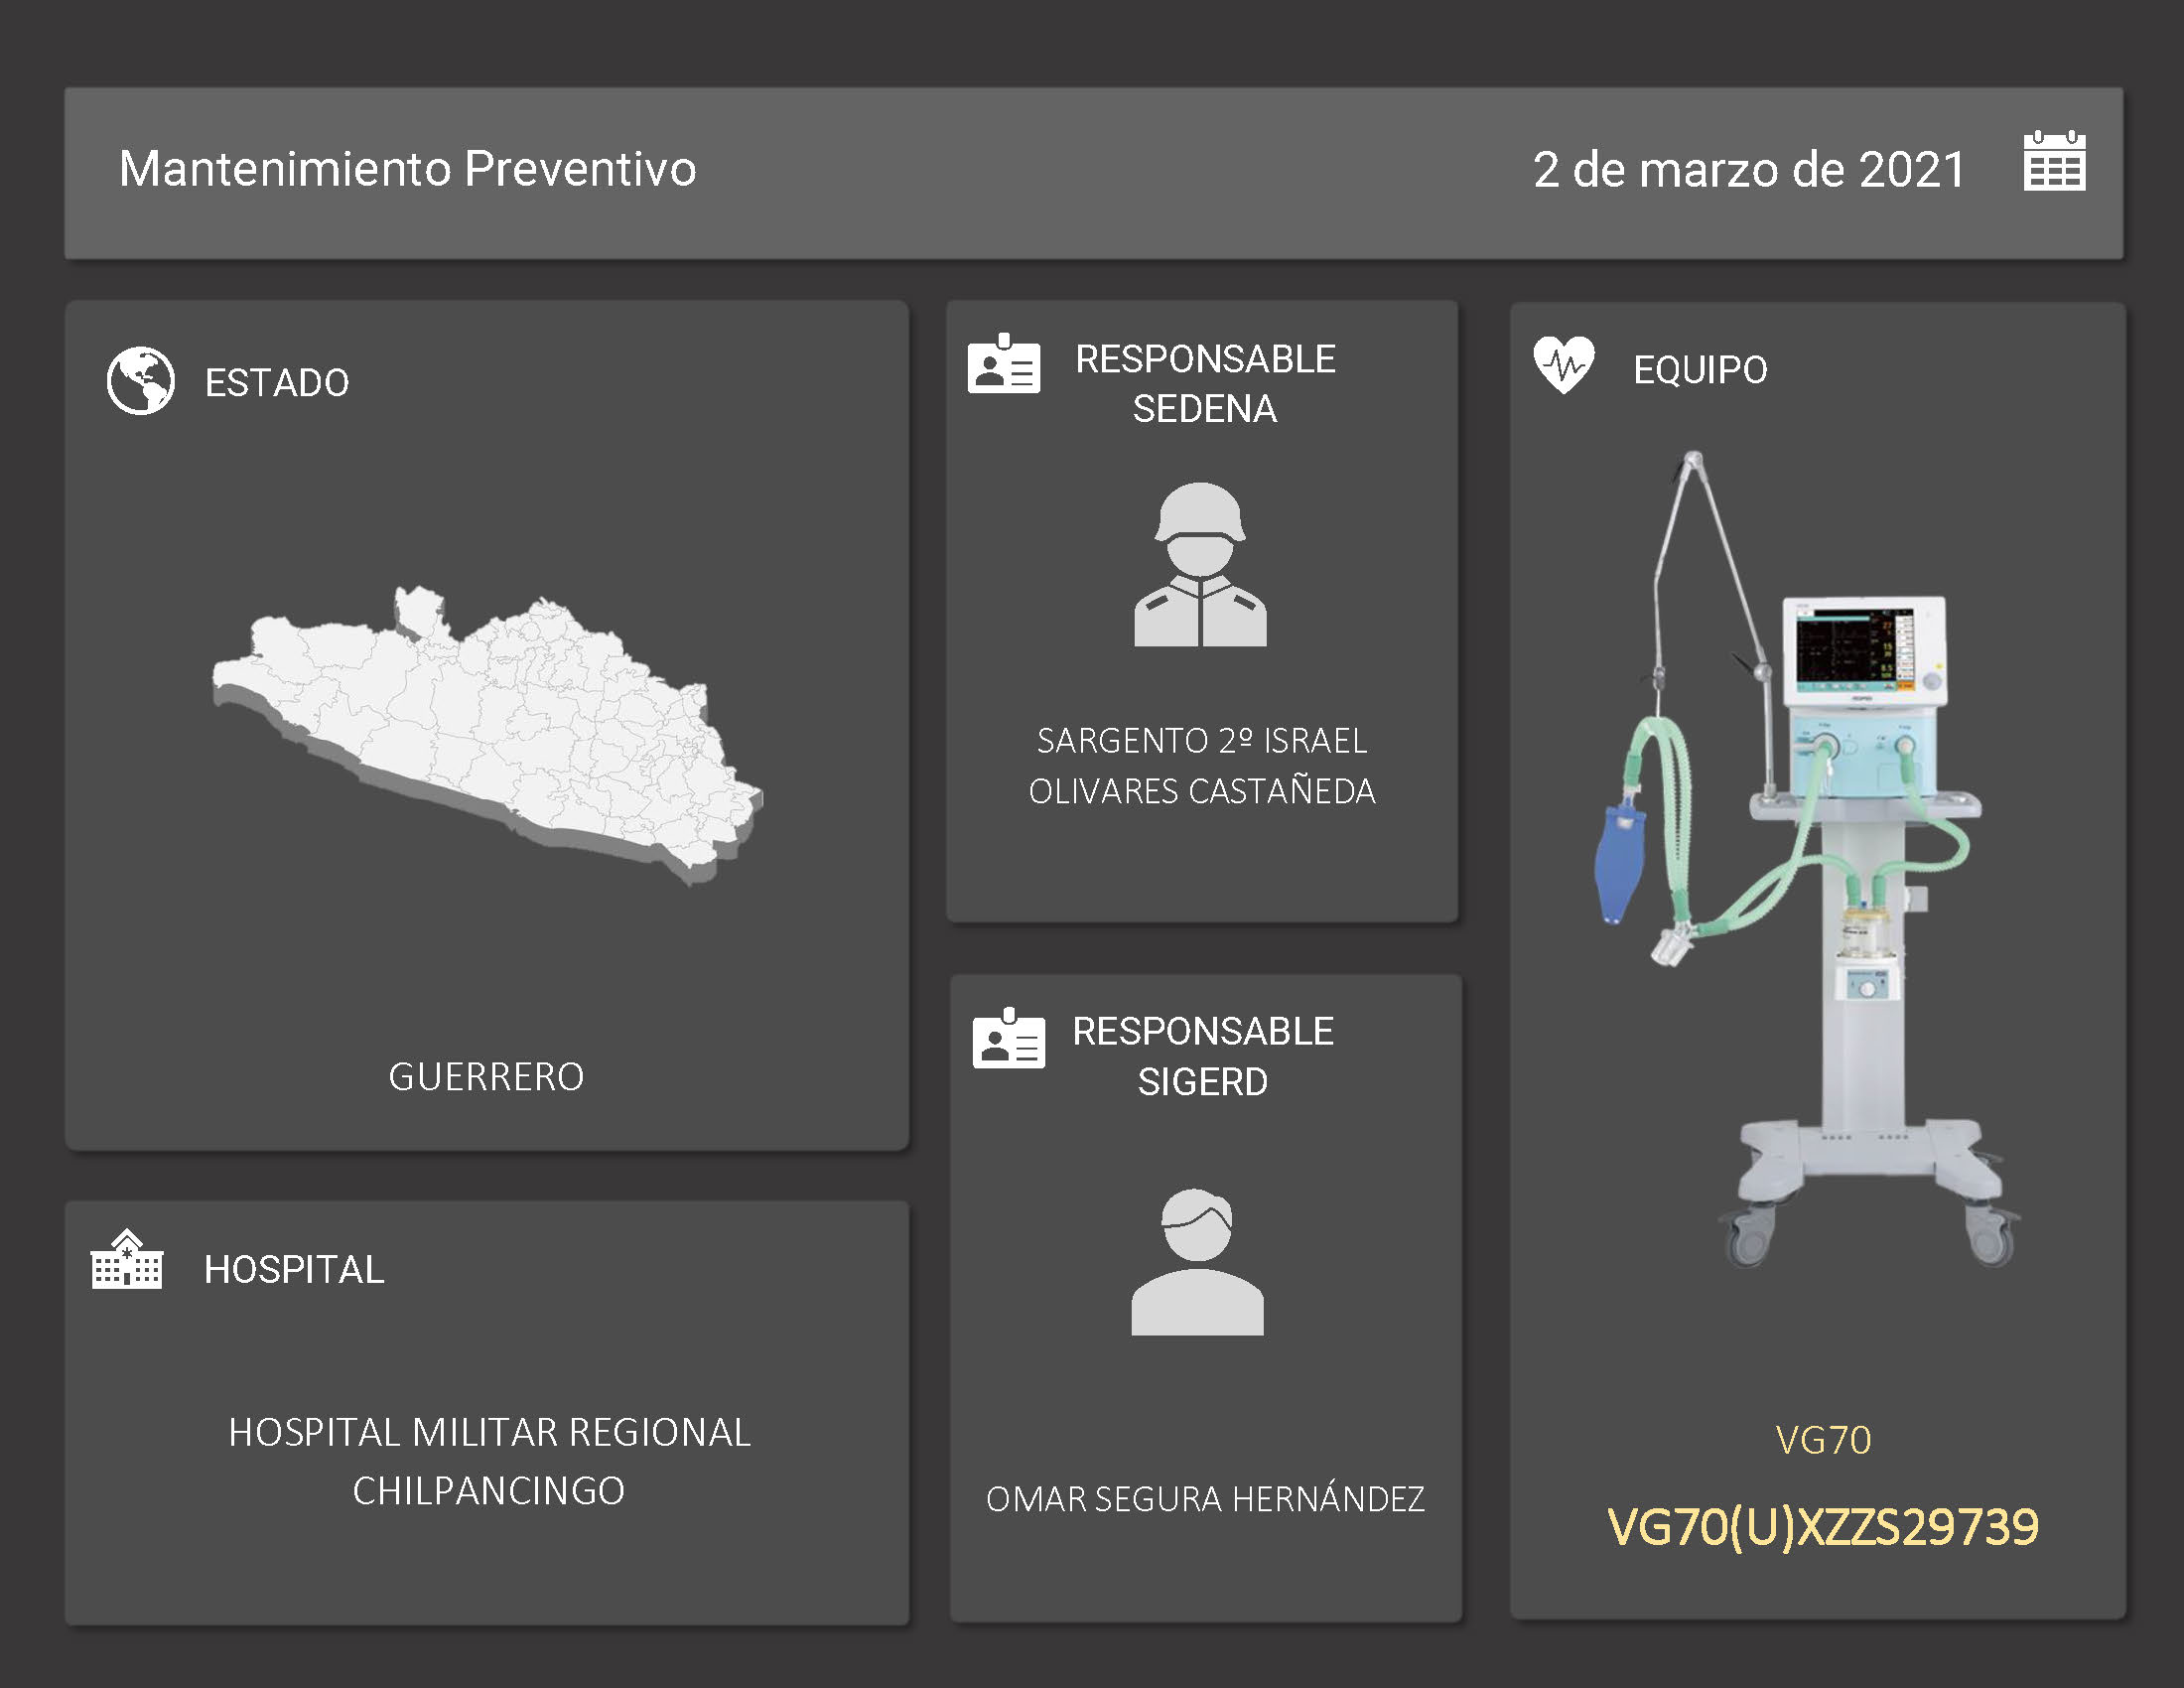 Mantenimiento Preventivo
2 de marzo de 2021
ESTADO
GUERRERO
HOSPITAL
HOSPITAL MILITAR REGIONAL
CHILPANCINGO
RESPONSABLE
SEDENA
SARGENTO 2º ISRAEL
OLIVARES CASTAÑEDA
RESPONSABLE
SIGERD
OMAR SEGURA HERNÁNDEZ
EQUIPO
VG70
VG70(U)XZZS29739